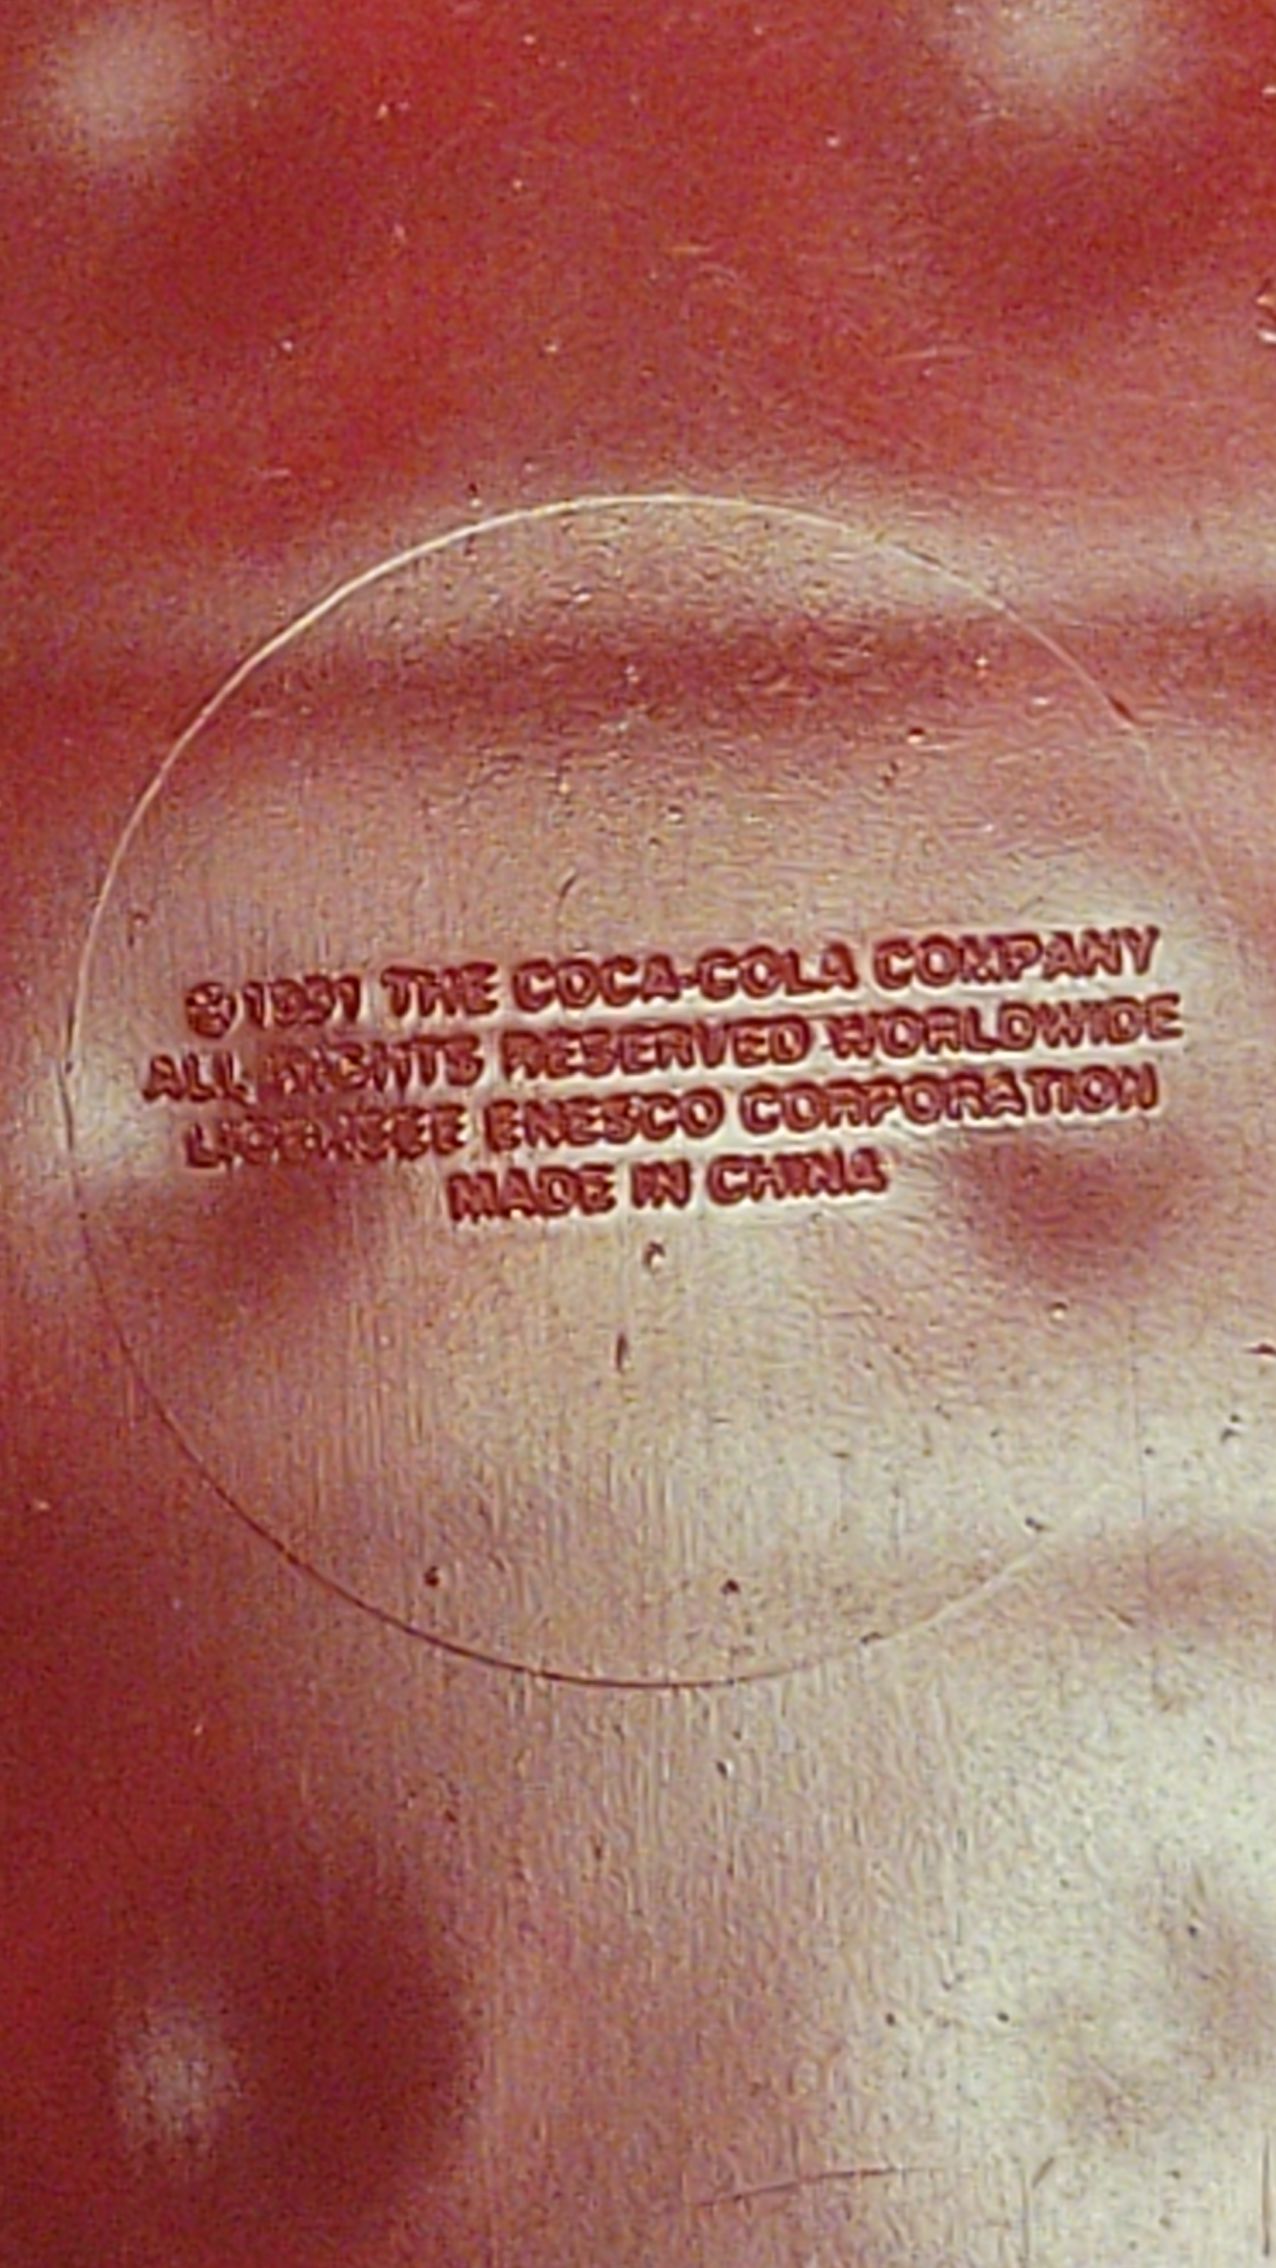 ©1991 THE COCA-COLA COMPANY
ALL RIGHTS RESERVED WORLDWIDE
LICENSEE ENESCO CORPORATION
MADE IN CHINA